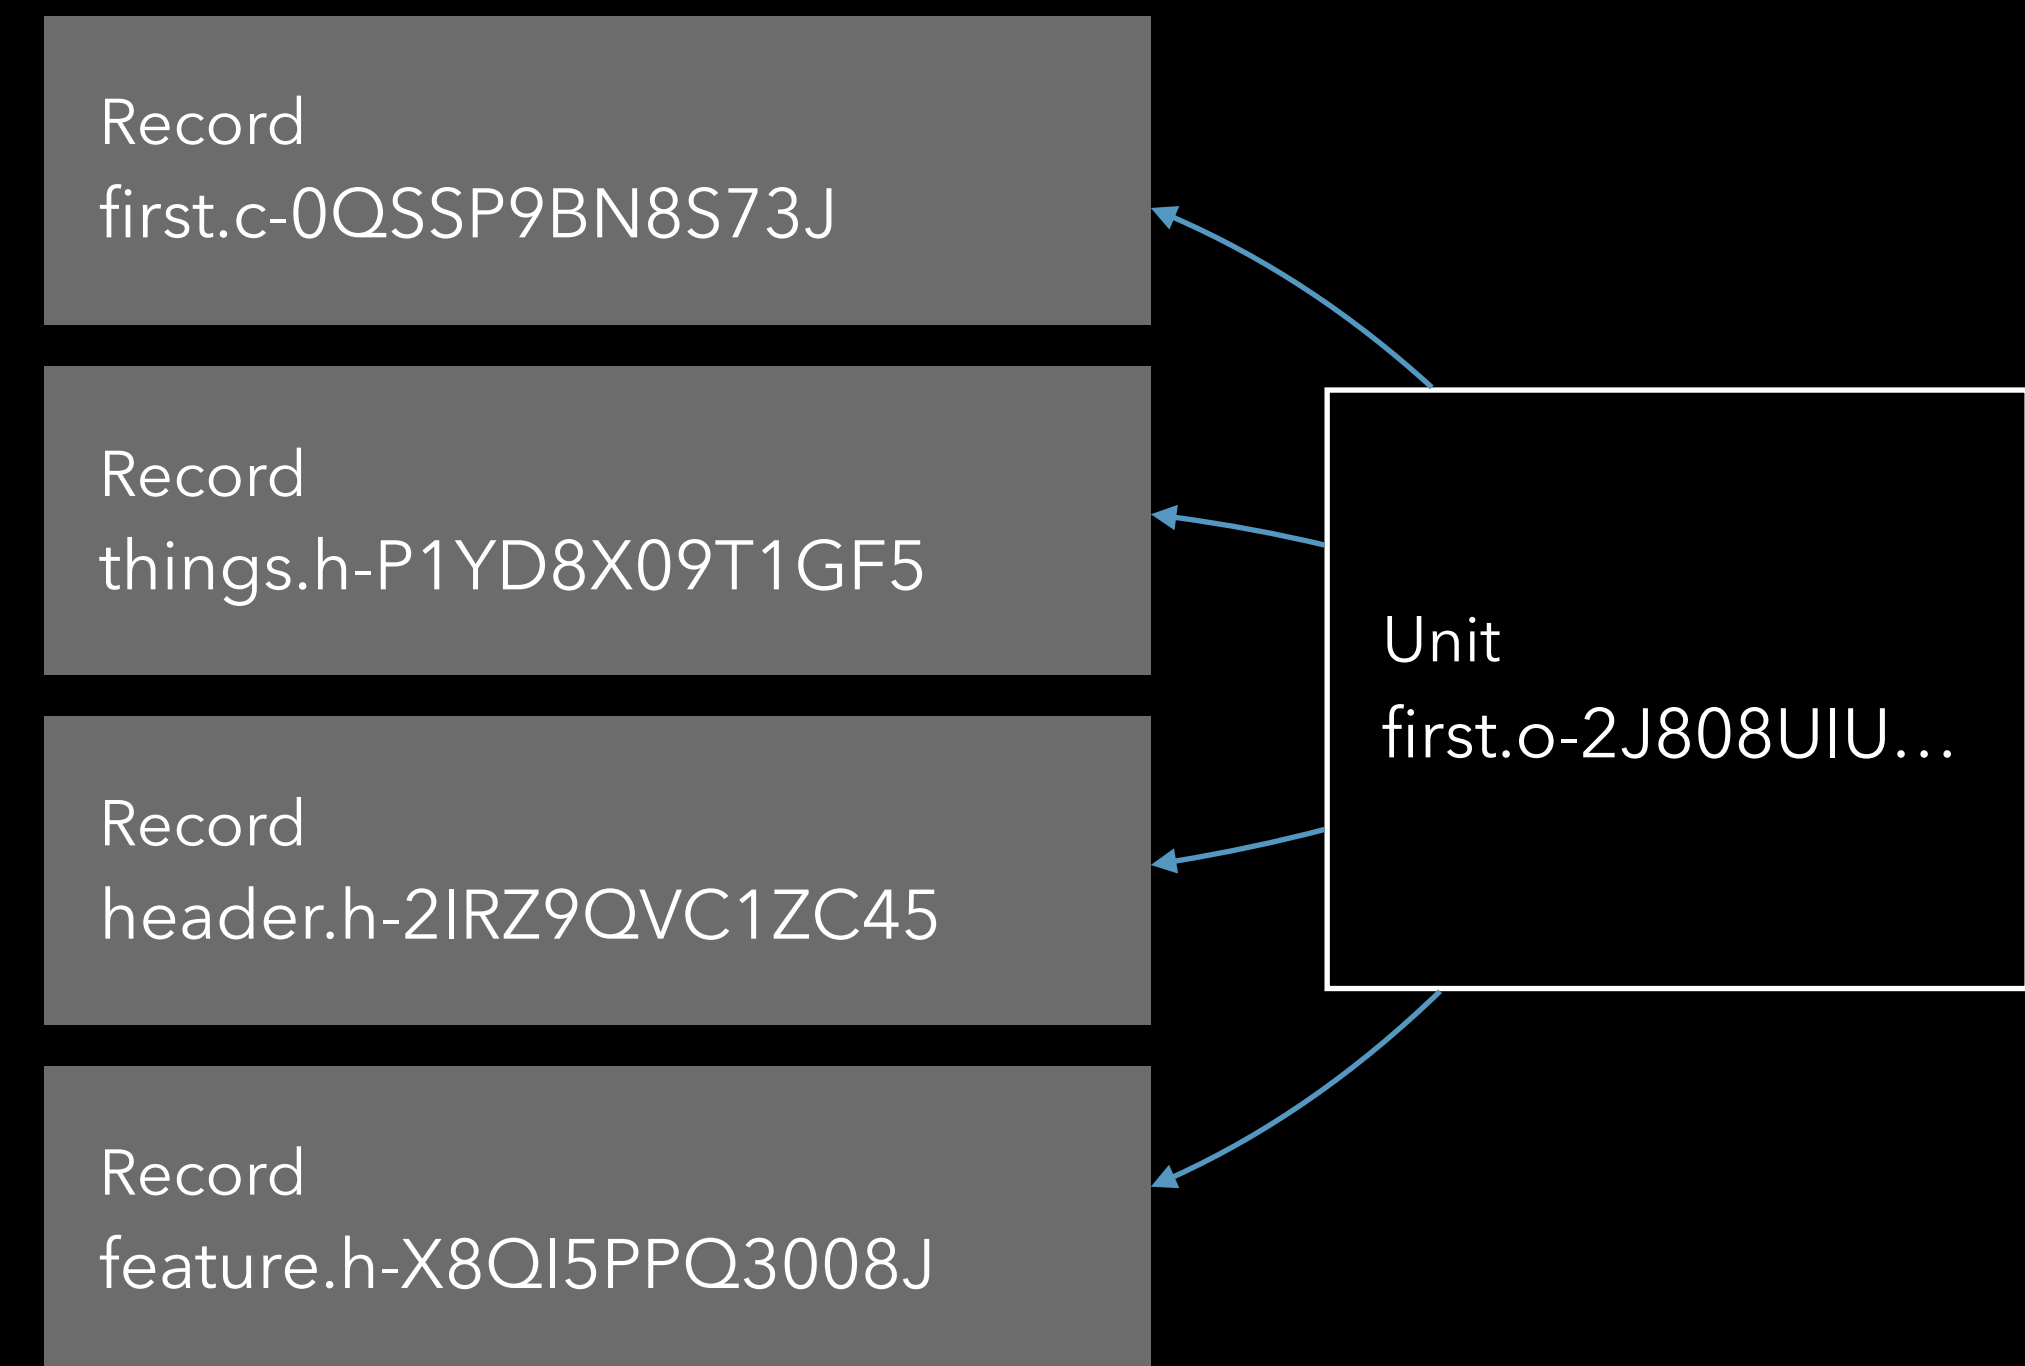 Record
first.c-0QSSP9BN8S73J
Record
things.h-P1YD8X09T1GF5
Record
header.h-2IRZ9QVC1ZC45
Record
feature.h-X8QI5PPQ3008J
Unit
first.o-2J808UIU…